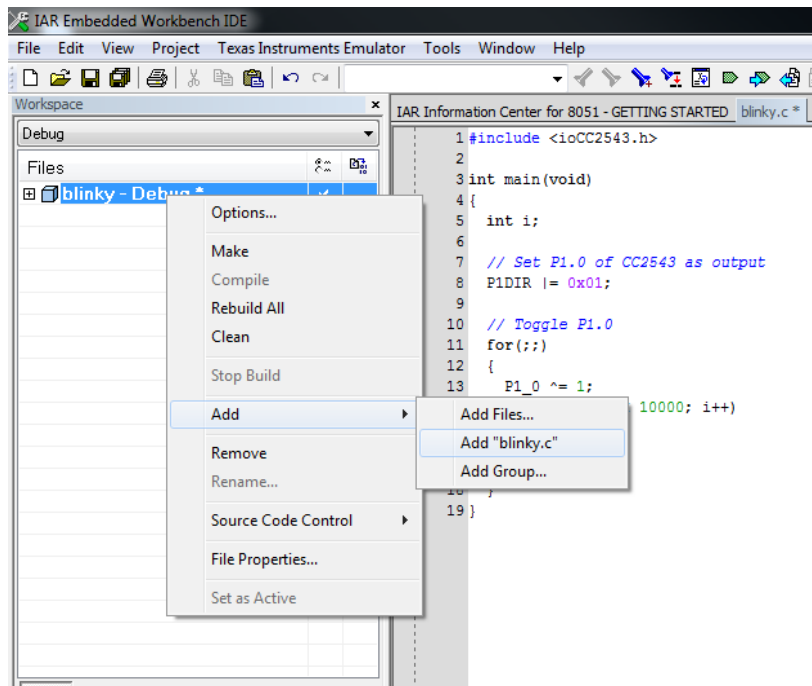 IAR Embedded Workbench IDE
File Edit View Project Texas Instruments Emulator Tools Window Help
Workspace ×
IAR Information Center for 8051 - GETTING STARTED blinky.c *
Debug
Files
blinky - Debug *
Options...
Make
Compile
Rebuild All
Clean
Stop Build
Add
Remove
Rename...
Source Code Control
File Properties...
Set as Active
Add Files...
Add "blinky.c"
Add Group...
1 #include <ioCC2543.h>
2
3 int main(void)
4 {
5 int i;
6
7 // Set P1.0 of CC2543 as output
8 P1DIR |= 0x01;
9
10 // Toggle P1.0
11 for(;;)
12 {
13 P1_0 ^= 1;
10000; i++)
18 }
19 }